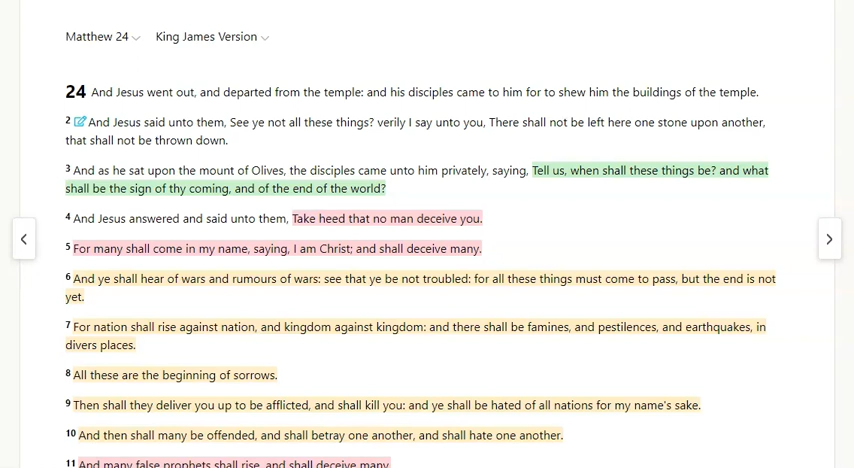 Matthew 24 King James Version
24 And Jesus went out, and departed from the temple: and his disciples came to him for to shew him the buildings of the temple.
2 And Jesus said unto them, See ye not all these things? verily I say unto you, There shall not be left here one stone upon another,
that shall not be thrown down.
3 And as he sat upon the mount of Olives, the disciples came unto him privately, saying, Tell us, when shall these things be? and what
shall be the sign of thy coming, and of the end of the world?
4 And Jesus answered and said unto them, Take heed that no man deceive you.
5 For many shall come in my name, saying, I am Christ; and shall deceive many.
6 And ye shall hear of wars and rumours of wars: see that ye be not troubled: for all these things must come to pass, but the end is not
yet.
7 For nation shall rise against nation, and kingdom against kingdom: and there shall be famines, and pestilences, and earthquakes, in
divers places.
8 All these are the beginning of sorrows.
9 Then shall they deliver you up to be afflicted, and shall kill you: and ye shall be hated of all nations for my name's sake.
10 And then shall many be offended, and shall betray one another, and shall hate one another.
11 And many false prophets shall rise, and shall deceive many.